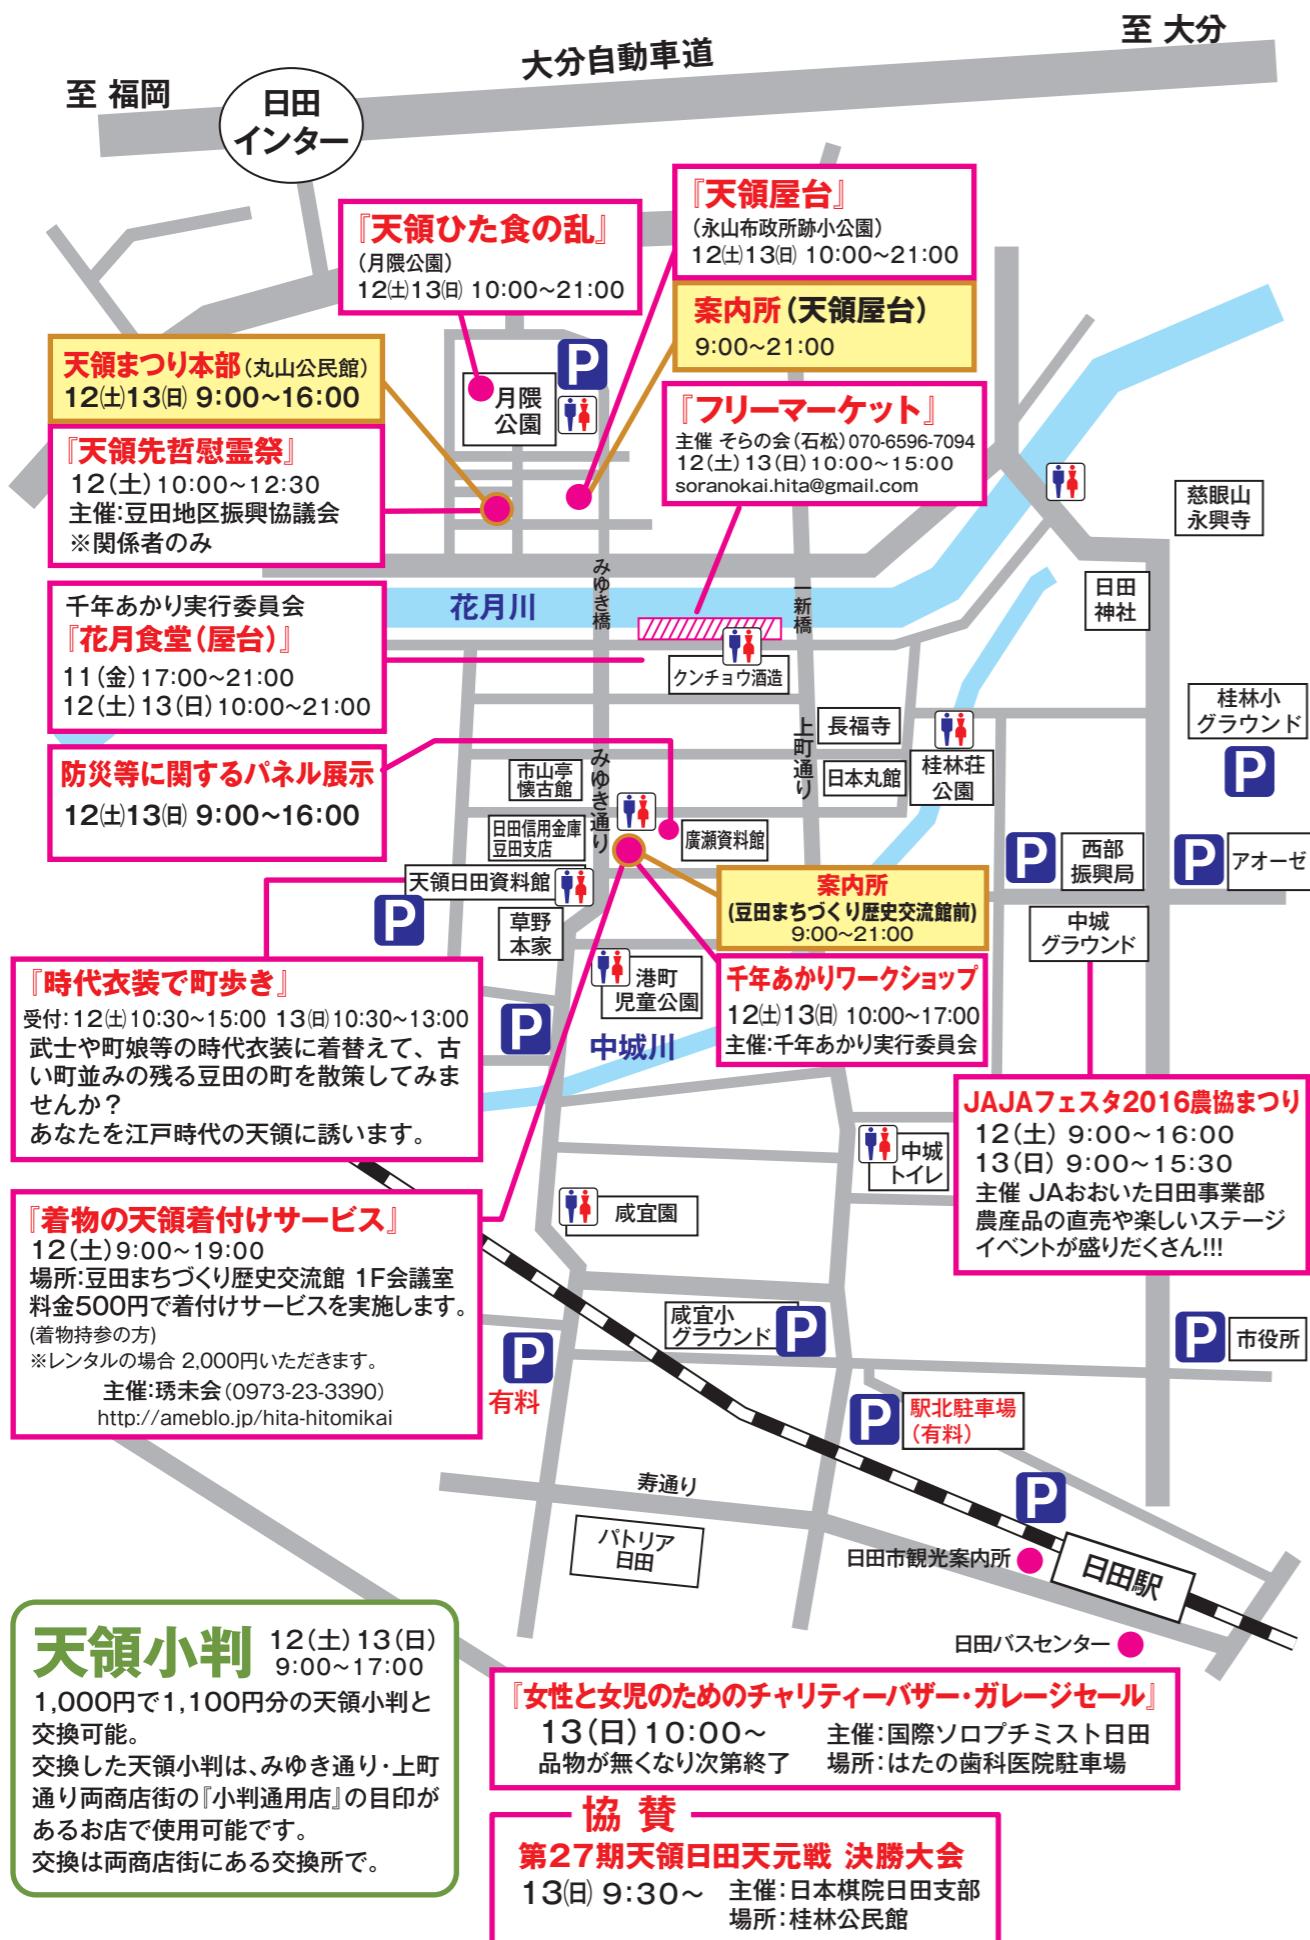 至 大分
大分自動車道
至 福岡
日田
インター
『天領屋台』
(永山布政所跡小公園)
12(土)13(日) 10:00~21:00
『天領ひた食の乱』
(月隈公園)
12(土)13(日) 10:00~21:00
案内所(天領屋台)
9:00~21:00
天領まつり本部(丸山公民館)
12(土)13(日) 9:00~16:00
P
月隈
公園
『フリーマーケット』
主催 そらの会(石松)070-6596-7094
12(土)13(日)10:00~15:00
soranokai.hita@gmail.com
『天領先哲慰霊祭』
12(土)10:00~12:30
主催:豆田地区振興協議会
※関係者のみ
慈眼山
永興寺
日田
神社
みゆき橋
一新橋
花月川
千年あかり実行委員会
『花月食堂(屋台)』
11(金)17:00~21:00
12(土)13(日)10:00~21:00
クンチョウ酒造
桂林小
グラウンド
P
長福寺
上町通り
日本丸館
桂林荘
公園
防災等に関するパネル展示
12(土)13(日) 9:00~16:00
市山亭
懐古館
みゆき通り
日田信用金庫
豆田支店
廣瀬資料館
P
西部
振興局
P
アオーゼ
天領日田資料館
P
案内所
(豆田まちづくり歴史交流館前)
9:00~21:00
草野
本家
中城
グラウンド
港町
児童公園
千年あかりワークショップ
12(土)13(日) 10:00~17:00
主催:千年あかり実行委員会
『時代衣装で町歩き』
受付:12(土)10:30~15:00 13(日)10:30~13:00
武士や町娘等の時代衣装に着替えて、古
い町並みの残る豆田の町を散策してみま
せんか?
あなたを江戸時代の天領に誘います。
P
中城川
JAJAフェスタ2016農協まつり
12(土) 9:00~16:00
13(日) 9:00~15:30
主催 JAおおいた日田事業部
農産品の直売や楽しいステージ
イベントが盛りだくさん!!!
中城
トイレ
咸宜園
『着物の天領着付けサービス』
12(土)9:00~19:00
場所:豆田まちづくり歴史交流館 1F会議室
料金500円で着付けサービスを実施します。
(着物持参の方)
※レンタルの場合 2,000円いただきます。
主催:琇未会(0973-23-3390)
http://ameblo.jp/hita-hitomikai
咸宜小
グラウンド
P
P
市役所
P
有料
P
駅北駐車場
(有料)
P
寿通り
パトリア
日田
日田市観光案内所
日田駅
日田バスセンター
天領小判
12(土)13(日)
9:00~17:00
1,000円で1,100円分の天領小判と
交換可能。
交換した天領小判は、みゆき通り・上町
通り両商店街の『小判通用店』の目印が
あるお店で使用可能です。
交換は両商店街にある交換所で。
『女性と女児のためのチャリティーバザー・ガレージセール』
13(日)10:00~
品物が無くなり次第終了
主催:国際ソロプチミスト日田
場所:はたの歯科医院駐車場
協賛
第27期天領日田天元戦 決勝大会
13(日) 9:30~
主催:日本棋院日田支部
場所:桂林公民館